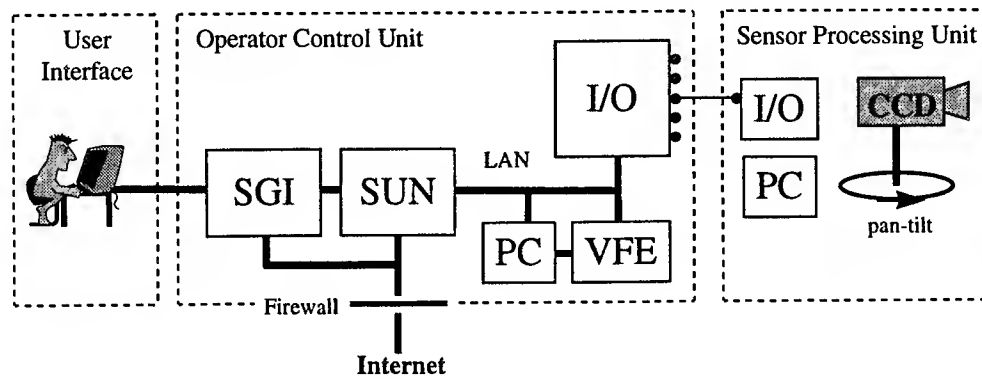 User
Interface
Operator Control Unit
Sensor Processing Unit
I/O
I/O
CCD
LAN
SGI
SUN
PC
pan-tilt
PC
VFE
Firewall
Internet